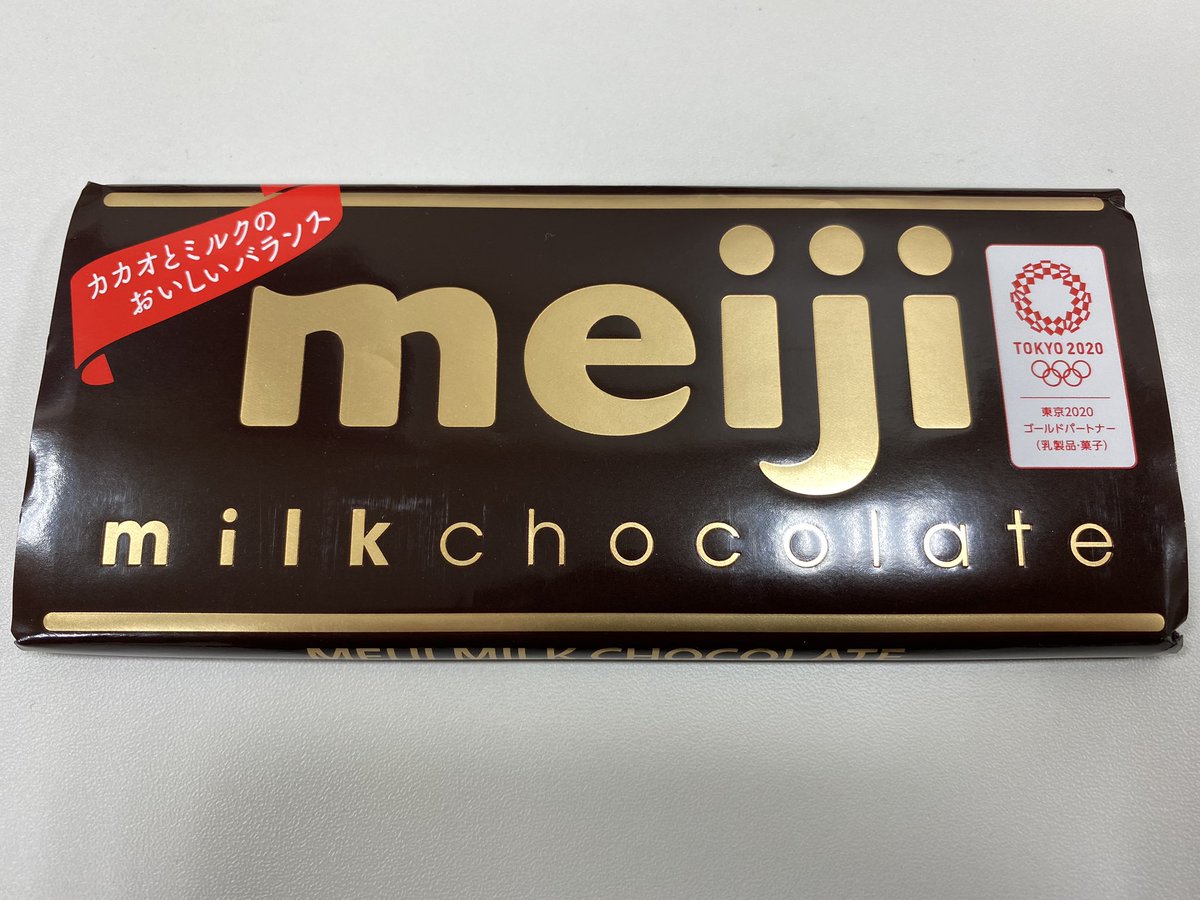 カカオとミルクの
おいしいバランス
meiji
milkchocolate
TOKYO 2020
東京2020
ゴールドパートナー
(乳製品・菓子)
MEIJI MILK CHOCOLATE